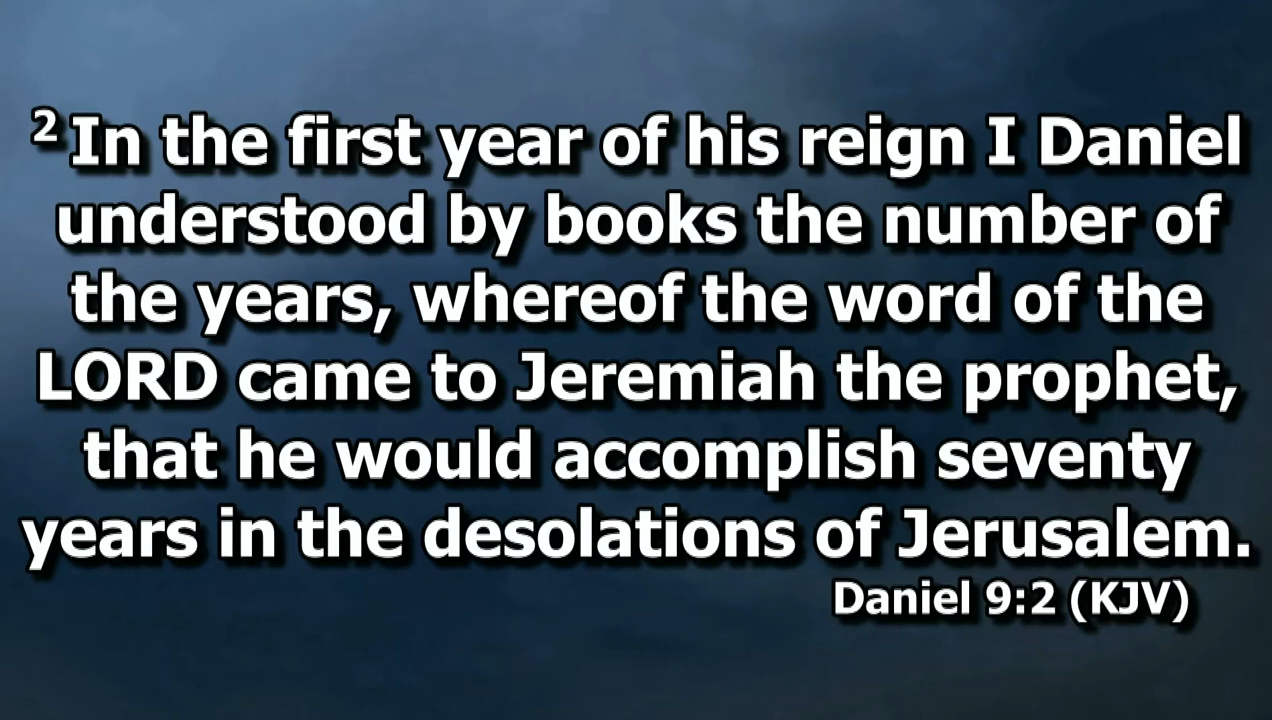 2 In the first year of his reign I Daniel
understood by books the number of
the years, whereof the word of the
LORD came to Jeremiah the prophet,
that he would accomplish seventy
years in the desolations of Jerusalem.
Daniel 9:2 (KJV)